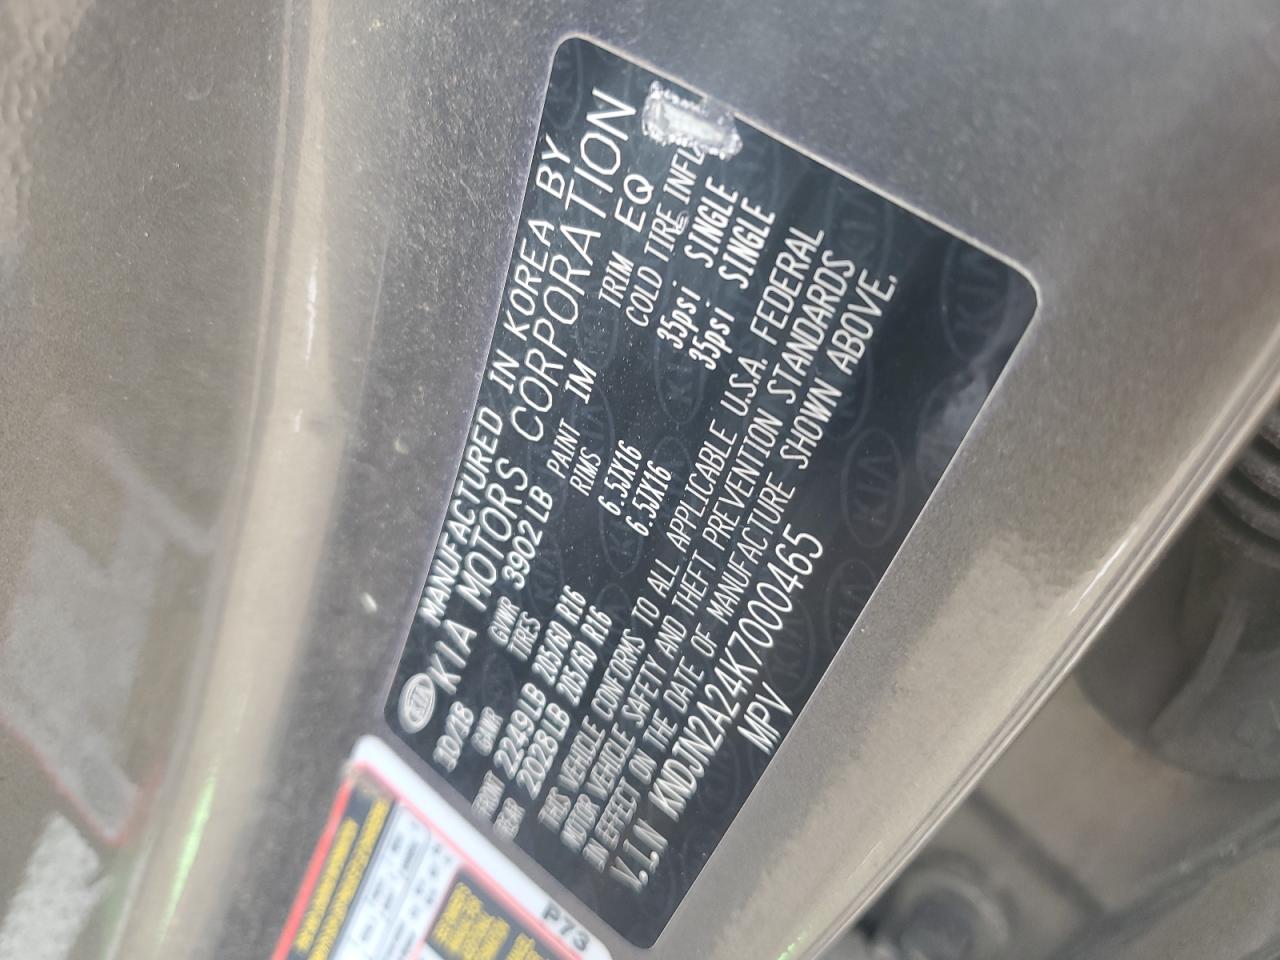 KIA
MANUFACTURED IN KOREA BY
KIA MOTORS CORPORATION
10/18 GVWR 3902 LB PAINT IM TRIM EQ
GAWR TIRES RIMS COLD TIRE INFL
FRONT 2249LB 205/60 R16 6.5JX16 35psi SINGLE
REAR 2028LB 205/60 R16 6.5JX16 35psi SINGLE
THIS VEHICLE CONFORMS TO ALL APPLICABLE U.S.A. FEDERAL
MOTOR VEHICLE SAFETY AND THEFT PREVENTION STANDARDS
IN EFFECT ON THE DATE OF MANUFACTURE SHOWN ABOVE.
V.I.N KNDJN2A24K7000465
MPV
P73